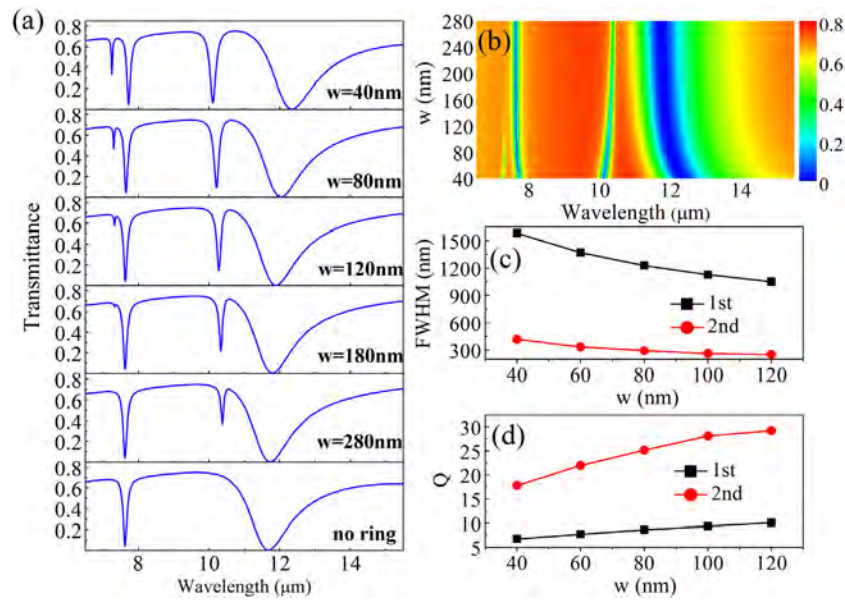 (a)
0.8
0.6
0.4
0.2
w=40nm
0.8
0.6
0.4
0.2
w=80nm
0.8
0.6
0.4
0.2
w=120nm
0.8
0.6
0.4
0.2
w=180nm
0.8
0.6
0.4
0.2
w=280nm
0.8
0.6
0.4
0.2
no ring
Transmittance
8 10 12 14
Wavelength (μm)
(b)
280
240
200
160
120
80
40
w (nm)
8 10 12 14
Wavelength (μm)
0.8
0.6
0.4
0.2
0
(c)
1500
1200
900
600
300
FWHM (nm)
1st
2nd
40 60 80 100 120
w (nm)
(d)
30
25
20
15
10
5
Q
1st
2nd
40 60 80 100 120
w (nm)